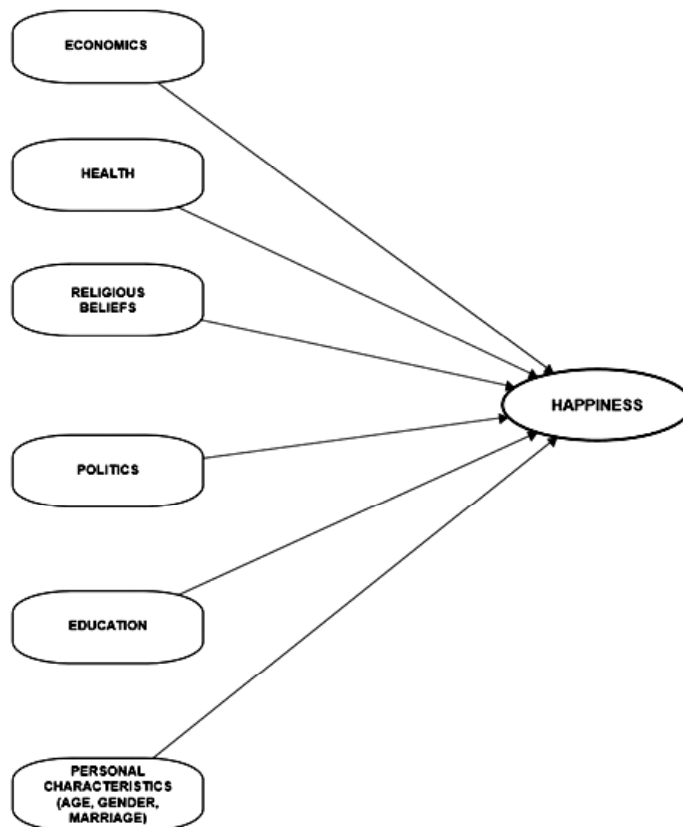 ECONOMICS
HEALTH
RELIGIOUS
BELIEFS
HAPPINESS
POLITICS
EDUCATION
PERSONAL
CHARACTERISTICS
(AGE, GENDER,
MARRIAGE)